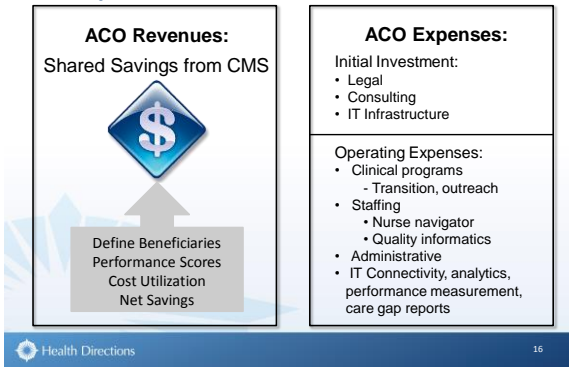 ACO Revenues:
Shared Savings from CMS
$
Define Beneficiaries
Performance Scores
Cost Utilization
Net Savings
ACO Expenses:
Initial Investment:
• Legal
• Consulting
• IT Infrastructure
Operating Expenses:
• Clinical programs
- Transition, outreach
• Staffing
• Nurse navigator
• Quality informatics
• Administrative
• IT Connectivity, analytics,
performance measurement,
care gap reports
Health Directions
16